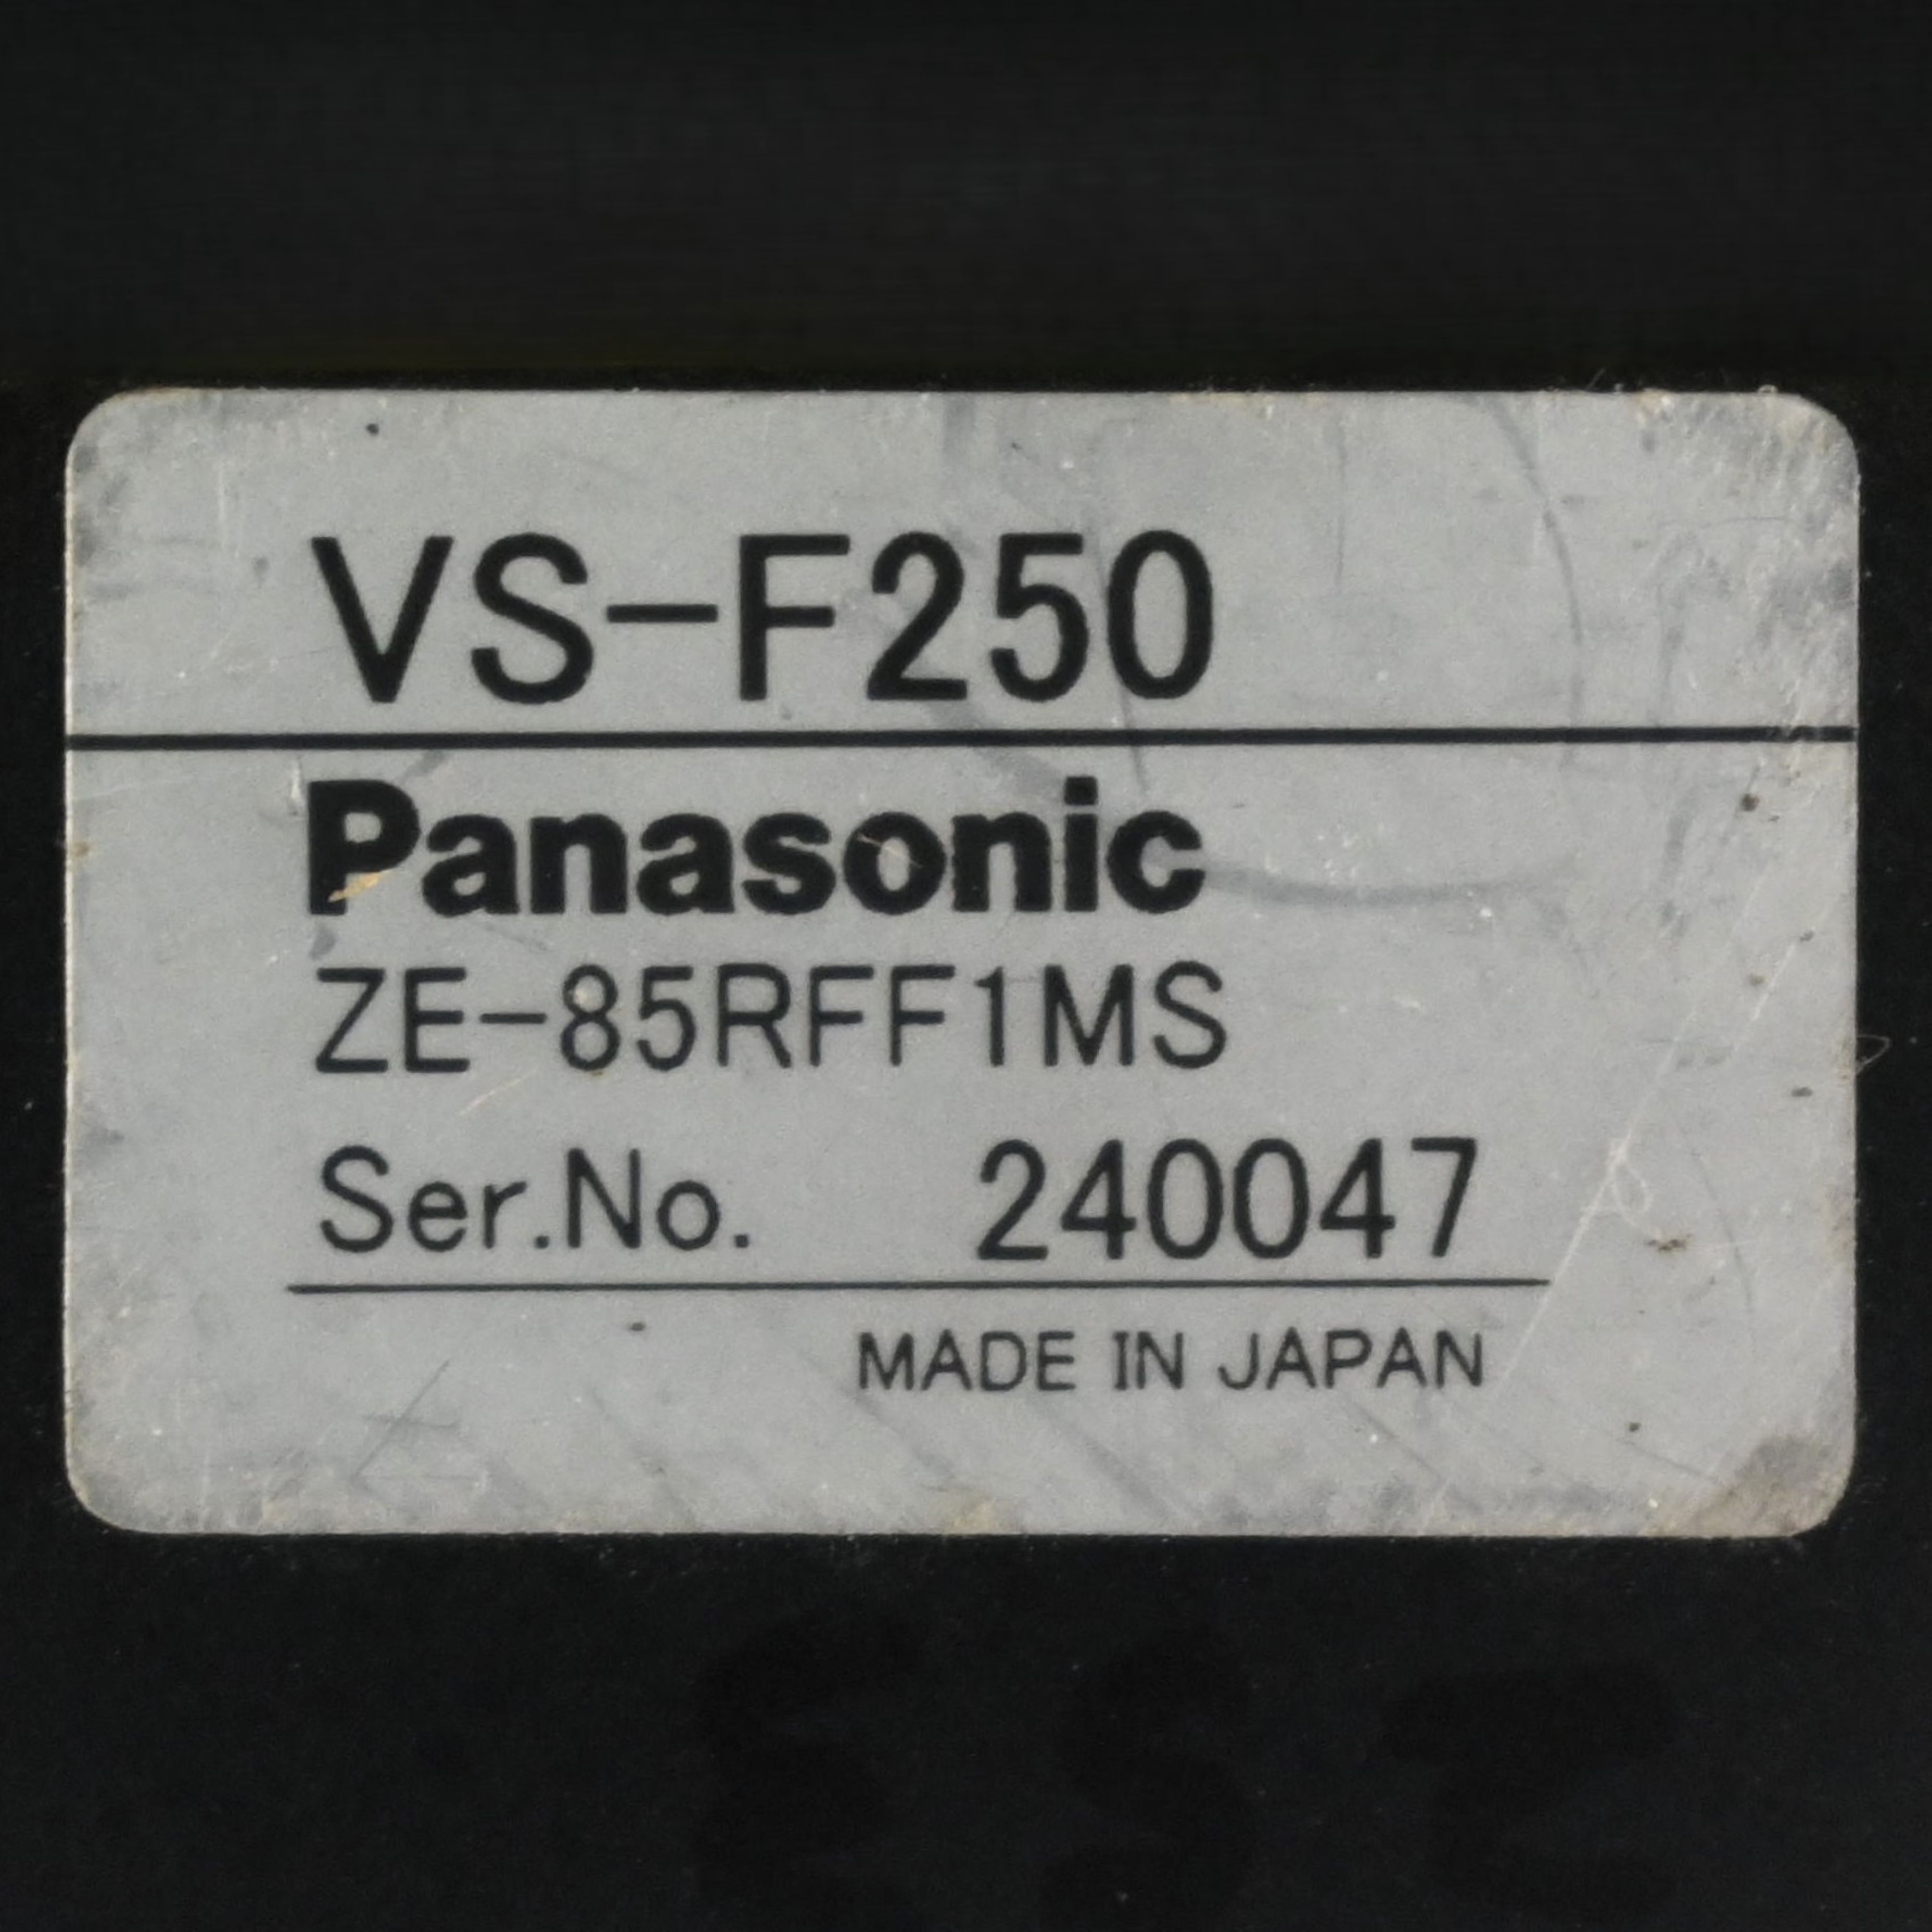 VS-F250
Panasonic
ZE-85RFF1MS
Ser.No. 240047
MADE IN JAPAN